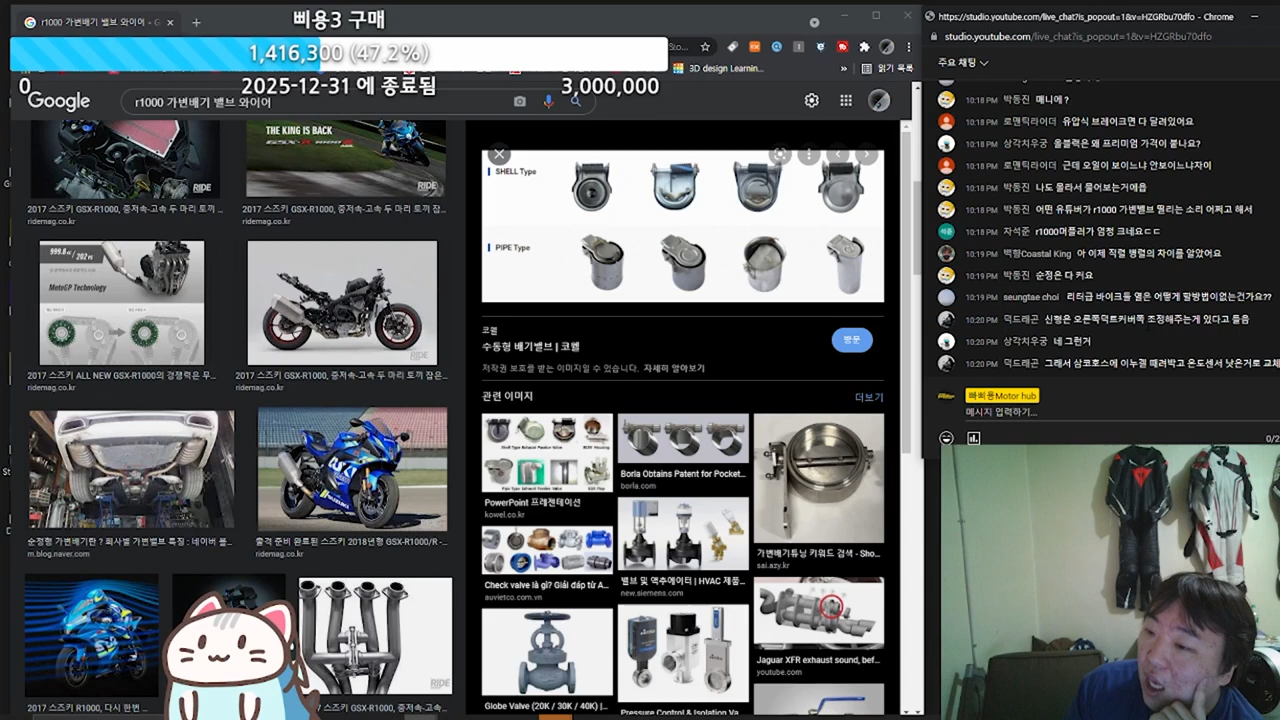 r1000 가변배기 밸브 와이어 - G
삐용3 구매
1,416,300 (47.2%)
0
2025-12-31 에 종료됨
3,000,000
3D design Learnin...
읽기 목록
Google
r1000 가변배기 밸브 와이어
RIDE
THE KING IS BACK
RIDE
2017 스즈키 GSX-R1000, 중저속·고속 두 마리 토끼 ...
ridemag.co.kr
2017 스즈키 GSX-R1000, 중저속·고속 두 마리 토끼 잡...
ridemag.co.kr
999.8㎤ / 202㎰
MotoGP Technology
RIDE
2017 스즈키 ALL NEW GSX-R1000의 경쟁력은 무...
ridemag.co.kr
2017 스즈키 GSX-R1000, 중저속·고속 두 마리 토끼 잡은...
ridemag.co.kr
순정형 가변배기란 ? 회사별 가변밸브 특징 : 네이버 블...
m.blog.naver.com
출격 준비 완료된 스즈키 2018년형 GSX-R1000/R -...
ridemag.co.kr
RIDE
2017 스즈키 R1000, 다시 한번 ...
2017 스즈키 GSX-R1000, 중저속·고속...
SHELL Type
PIPE Type
코웰
수동형 배기밸브 | 코웰
방문
저작권 보호를 받는 이미지일 수 있습니다. 자세히 알아보기
관련 이미지
더보기
PowerPoint 프레젠테이션
kowel.co.kr
Borla Obtains Patent for Pocket...
borla.com
가변배기튜닝 키워드 검색 - Sho...
sai.azy.kr
Check valve là gì? Giải đáp từ A...
auvietco.com.vn
밸브 및 액추에이터 | HVAC 제품...
new.siemens.com
Jaguar XFR exhaust sound, bef...
youtube.com
Globe Valve (20K / 30K / 40K) |...
Pressure Control & Isolation Va...
https://studio.youtube.com/live_chat?is_popout=1&v=HZGRbu70dfo - Chrome
studio.youtube.com/live_chat?is_popout=1&v=HZGRbu70dfo
주요 채팅
10:18 PM 박동진 매니에?
10:18 PM 로맨틱라이더 유압식 브레이크면 다 달려있어요
10:18 PM 삼각치우궁 올블럭은 왜 프리미엄 가격이 붙나요?
10:18 PM 로맨틱라이더 근데 오일이 보이느냐 안보이느냐차이
10:18 PM 박동진 나도 몰라서 물어보는거에욥
10:18 PM 박동진 어떤 유튜버가 r1000 가변밸브 떨리는 소리 어쩌고 해서
10:18 PM 자석준 r1000머플러가 엄청 크네요ㄷㄷ
10:19 PM 백향Coastal King 아 이제 직렬 병렬의 차이를 알았어요
10:19 PM 박동진 순정은 다 커요
10:19 PM seungtae choi 리터급 바이크를 열은 어떻가 방법이없는건가요??
10:20 PM 덕드래곤 신형은 오른쪽덕트커버쪽 조정해주는게 있다고 들음
10:20 PM 삼각치우궁 네 그런거
10:20 PM 덕드래곤 그래서 삼코흐스에 이누겔 때려박고 온도센서 낮은거로 교체
빠삐용Motor hub
메시지 입력하기...
0/2